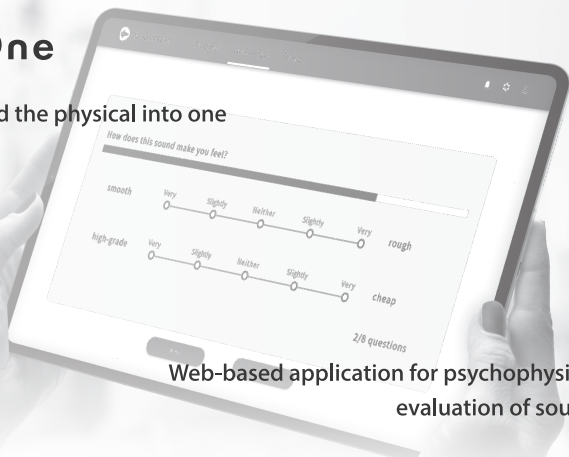 One
d the physical into one
How does this sound make you feel?
smooth Very Slightly Neither Slightly Very rough
high-grade Very Slightly Neither Slightly Very cheap
2/8 questions
Web-based application for psychophysi
evaluation of sou